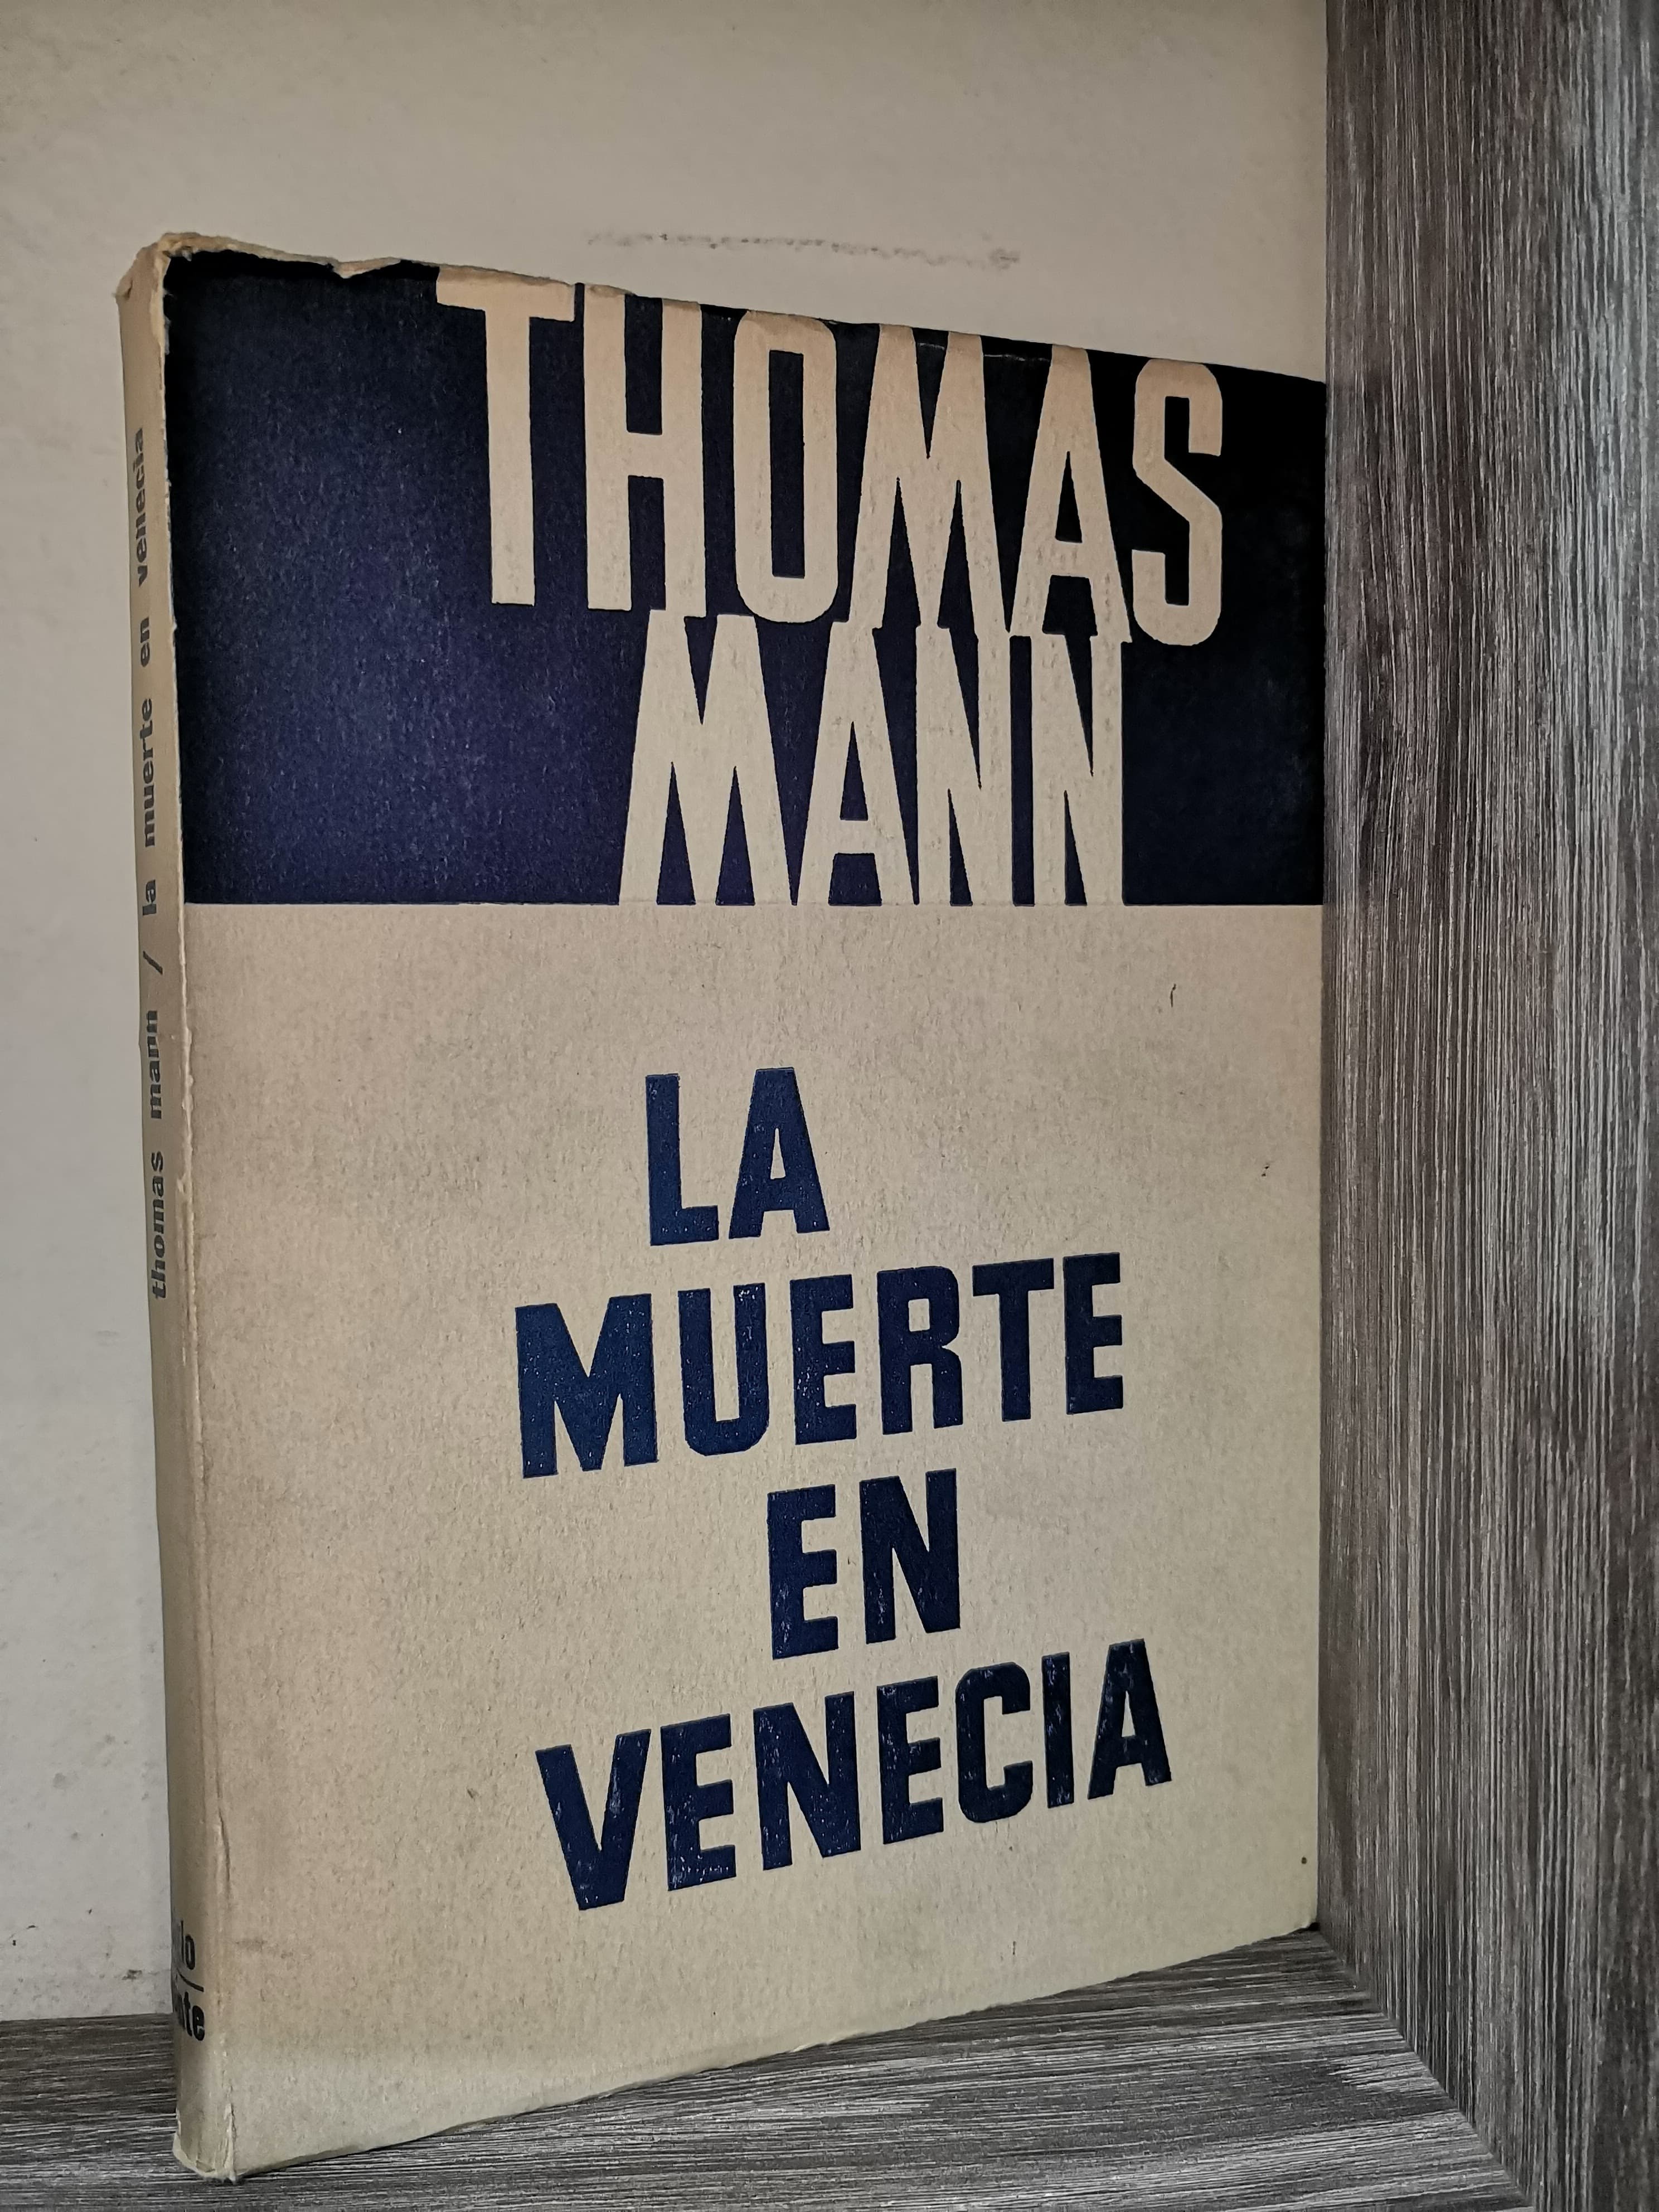 THOMAS
MANN
LA
MUERTE
EN
VENECIA
thomas mann / la muerte en venecia